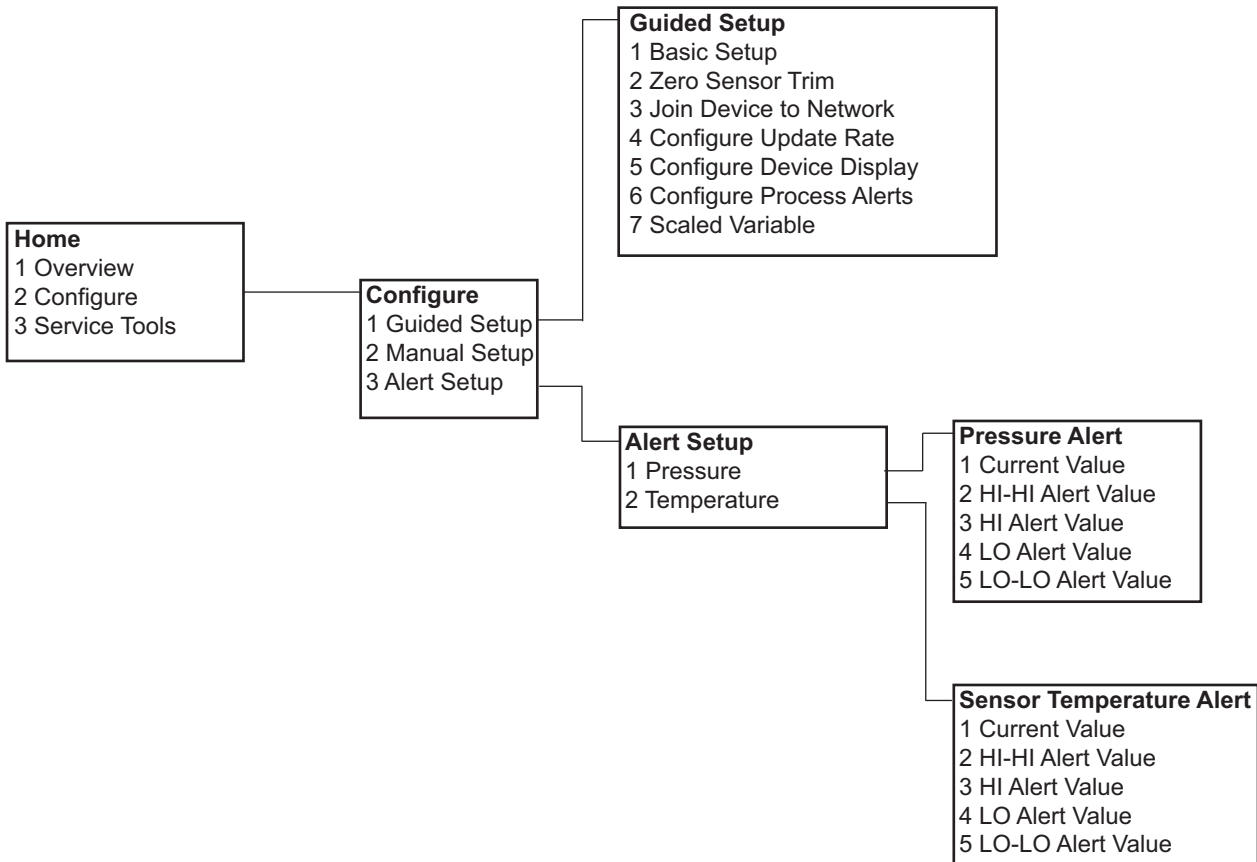 Guided Setup
1 Basic Setup
2 Zero Sensor Trim
3 Join Device to Network
4 Configure Update Rate
5 Configure Device Display
6 Configure Process Alerts
7 Scaled Variable
Home
1 Overview
2 Configure
3 Service Tools
Configure
1 Guided Setup
2 Manual Setup
3 Alert Setup
Alert Setup
1 Pressure
2 Temperature
Pressure Alert
1 Current Value
2 HI-HI Alert Value
3 HI Alert Value
4 LO Alert Value
5 LO-LO Alert Value
Sensor Temperature Alert
1 Current Value
2 HI-HI Alert Value
3 HI Alert Value
4 LO Alert Value
5 LO-LO Alert Value